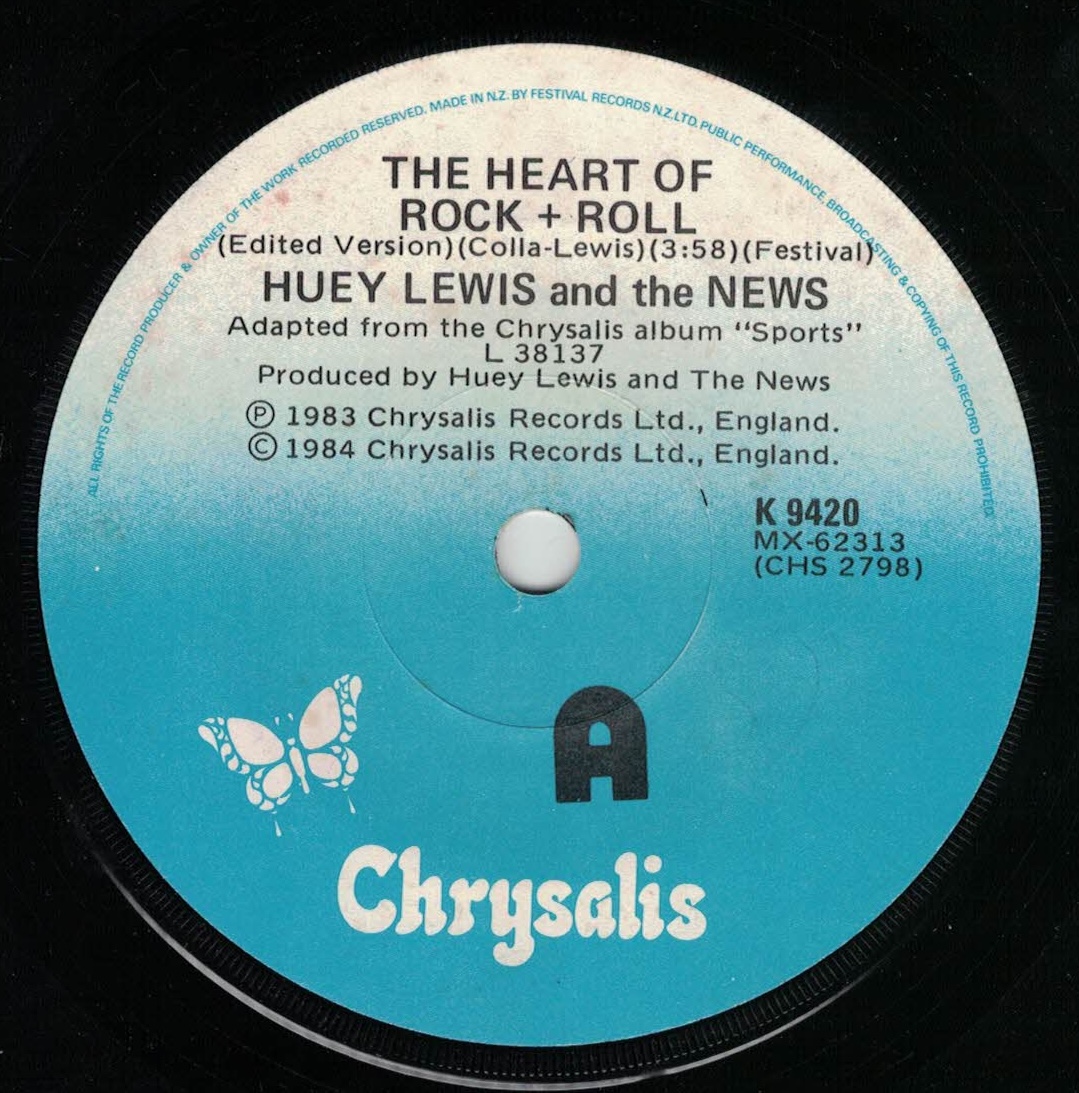 ALL RIGHTS OF THE RECORD PRODUCER & OWNER OF THE WORK RECORDED RESERVED. MADE IN N.Z. BY FESTIVAL RECORDS N.Z. LTD. PUBLIC PERFORMANCE, BROADCASTING & COPYING OF THIS RECORD PROHIBITED
THE HEART OF
ROCK + ROLL
(Edited Version)(Colla-Lewis)(3:58)(Festival)
HUEY LEWIS and the NEWS
Adapted from the Chrysalis album "Sports"
L 38137
Produced by Huey Lewis and The News
Ⓟ 1983 Chrysalis Records Ltd., England.
© 1984 Chrysalis Records Ltd., England.
K 9420
MX-62313
(CHS 2798)
A
Chrysalis